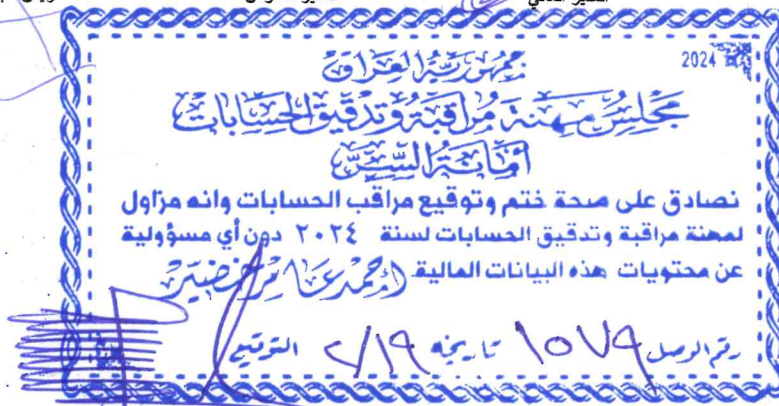 2024
جمهورية العراق
مجلس مهنة مراقبة وتدقيق الحسابات
أمانة السر
نصادق على صحة ختم وتوقيع مراقب الحسابات وانه مزاول
لمهنة مراقبة وتدقيق الحسابات لسنة ٢٠٢٤ دون أي مسؤولية
عن محتويات هذه البيانات المالية احمد عامر خضير
رقم الوصل ١٥٧٩ تاريخه ٢/١٩ التوقيع